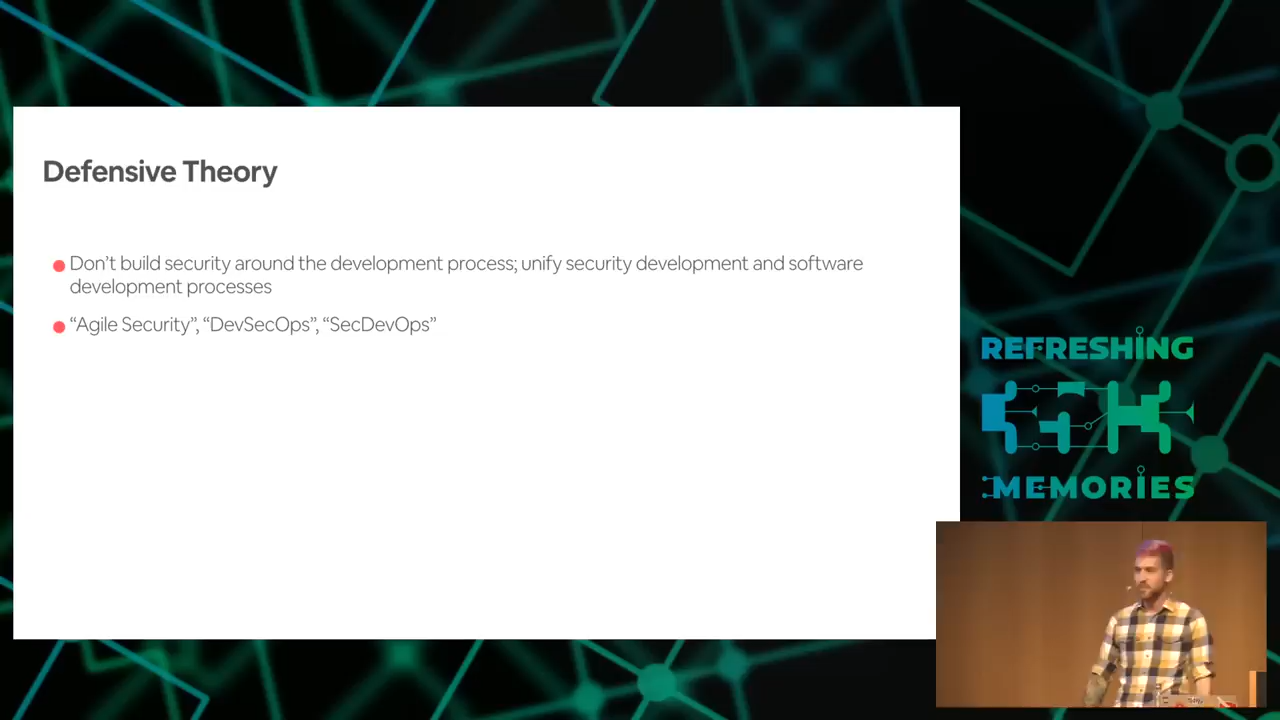 Defensive Theory
Don’t build security around the development process; unify security development and software
development processes
“Agile Security”, “DevSecOps”, “SecDevOps”
REFRESHING
MEMORIES